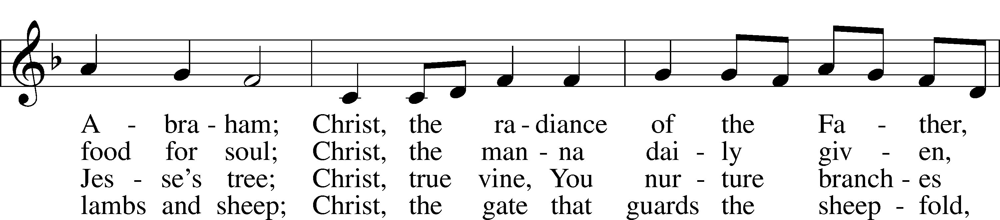 A - bra - ham; Christ, the ra - diance of the Fa - ther,
food for soul; Christ, the man - na dai - ly giv - en,
Jes - se’s tree; Christ, true vine, You nur - ture branch - es
lambs and sheep; Christ, the gate that guards the sheep - fold,